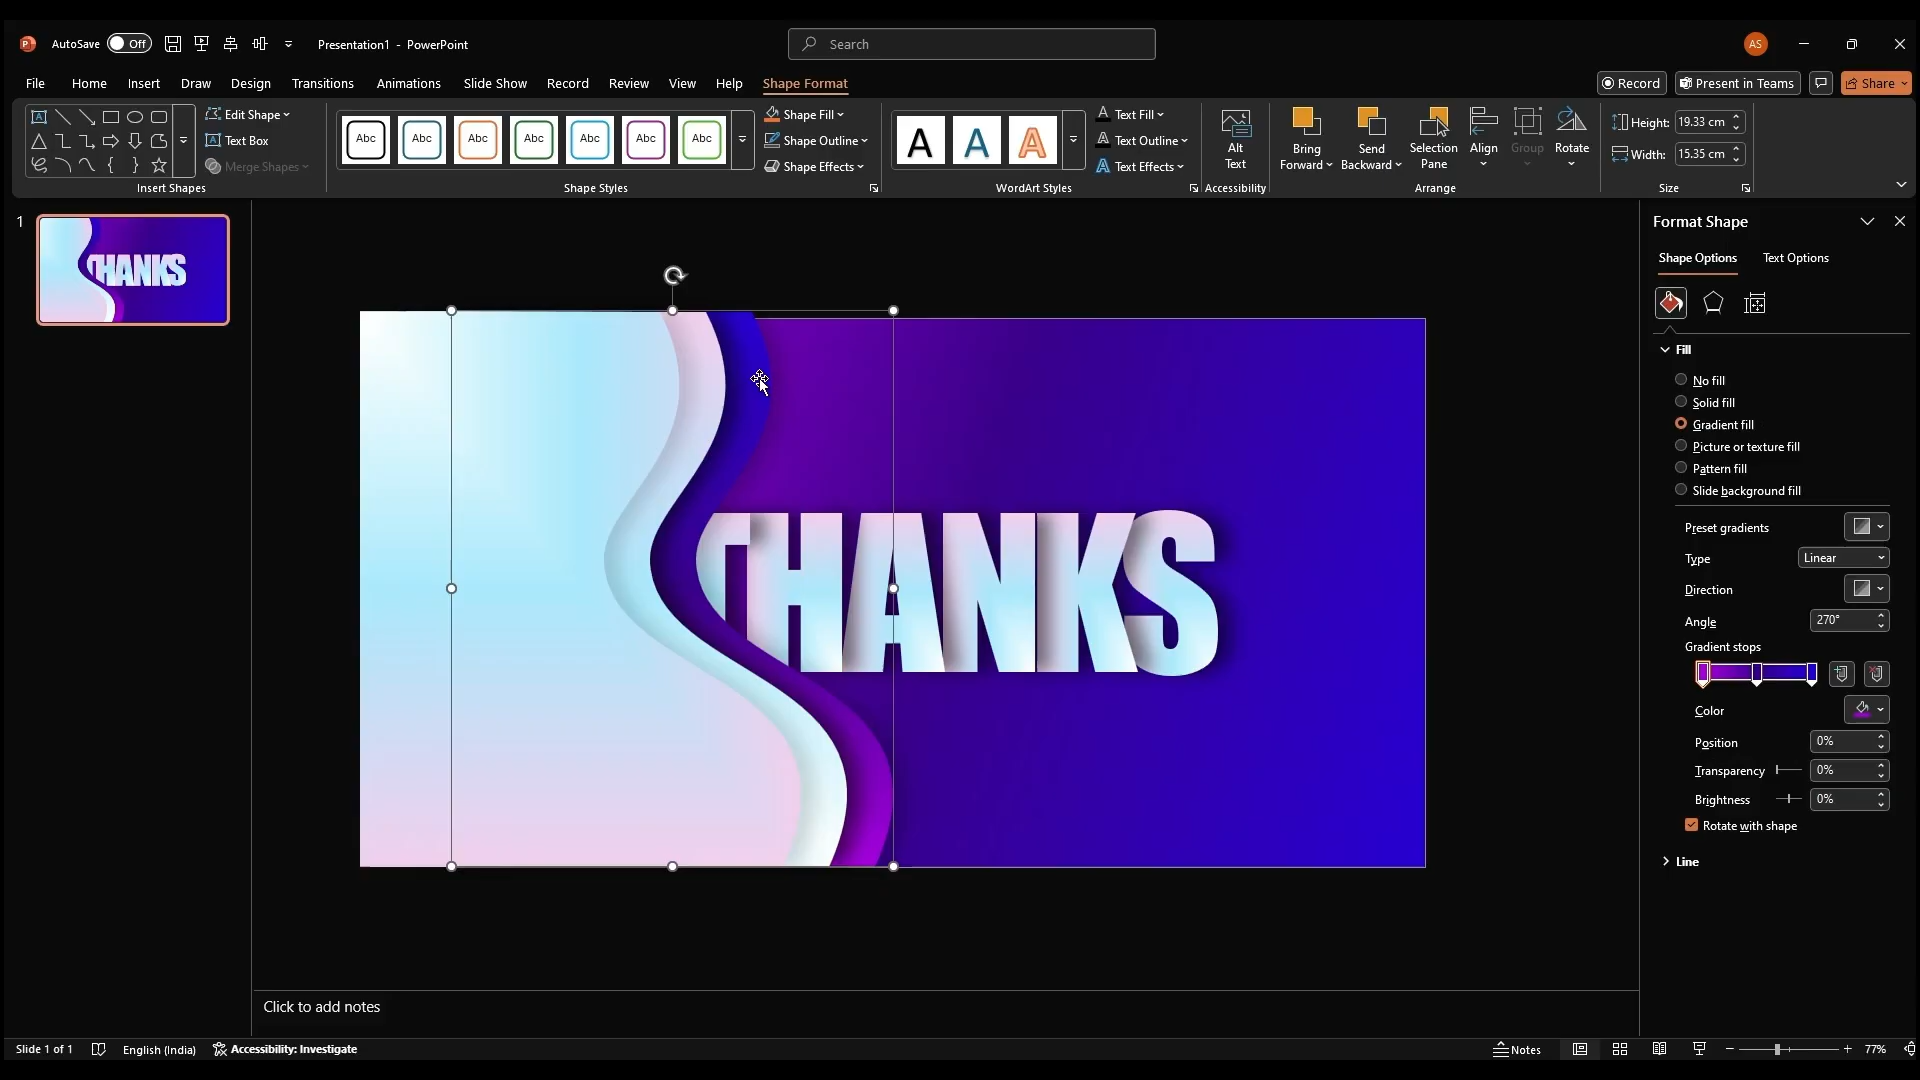 AutoSave Off Presentation1 - PowerPoint Search AS
File Home Insert Draw Design Transitions Animations Slide Show Record Review View Help Shape Format Record Present in Teams Share
Edit Shape Text Box Merge Shapes
Insert Shapes
Abc Abc Abc Abc Abc Abc Abc
Shape Fill
Shape Outline
Shape Effects
Shape Styles
A A A
Text Fill
Text Outline
Text Effects
WordArt Styles
Alt Text
Accessibility
Bring Forward
Send Backward
Selection Pane
Align
Group
Rotate
Arrange
Height: 19.33 cm
Width: 15.35 cm
Size
1
THANKS
THANKS
Format Shape
Shape Options Text Options
Fill
No fill
Solid fill
Gradient fill
Picture or texture fill
Pattern fill
Slide background fill
Preset gradients
Type Linear
Direction
Angle 270°
Gradient stops
Color
Position 0%
Transparency 0%
Brightness 0%
Rotate with shape
Line
Click to add notes
Slide 1 of 1 English (India) Accessibility: Investigate Notes 77%